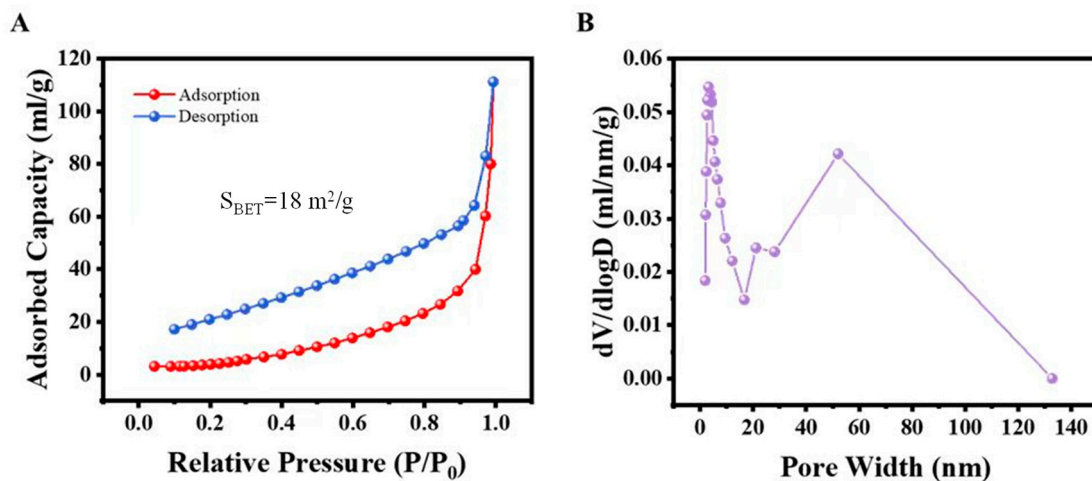 A
Adsorbed Capacity (ml/g)
120
100
80
60
40
20
0
Adsorption
Desorption
S_BET=18 m²/g
0.0 0.2 0.4 0.6 0.8 1.0
Relative Pressure (P/P₀)
B
dV/dlogD (ml/nm/g)
0.06
0.05
0.04
0.03
0.02
0.01
0.00
0 20 40 60 80 100 120 140
Pore Width (nm)